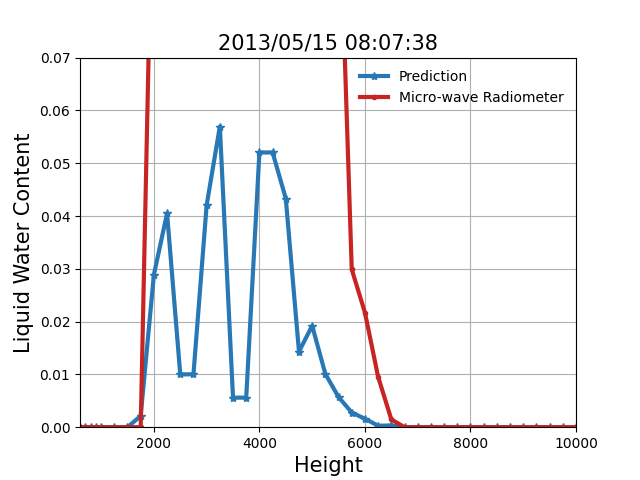 2013/05/15 08:07:38
Prediction
Micro-wave Radiometer
Liquid Water Content
0.07
0.06
0.05
0.04
0.03
0.02
0.01
0.00
2000 4000 6000 8000 10000
Height